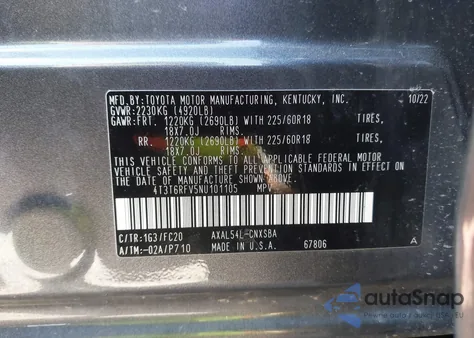 MFD.BY:TOYOTA MOTOR MANUFACTURING, KENTUCKY, INC. 10/22
GVWR:2230KG (4920LB)
GAWR:FRT. 1220KG (2690LB) WITH 225/60R18 TIRES,
18X7.0J RIMS.
RR. 1220KG (2690LB) WITH 225/60R18 TIRES,
18X7.0J RIMS.
THIS VEHICLE CONFORMS TO ALL APPLICABLE FEDERAL MOTOR
VEHICLE SAFETY AND THEFT PREVENTION STANDARDS IN EFFECT ON
THE DATE OF MANUFACTURE SHOWN ABOVE.
4T3T6RFV5NU101105 MPV
C/TR:1G3/FC20 AXAL54L-CNXSBA
A/TM:-02A/P710 MADE IN U.S.A. 67806 A
autoSnap